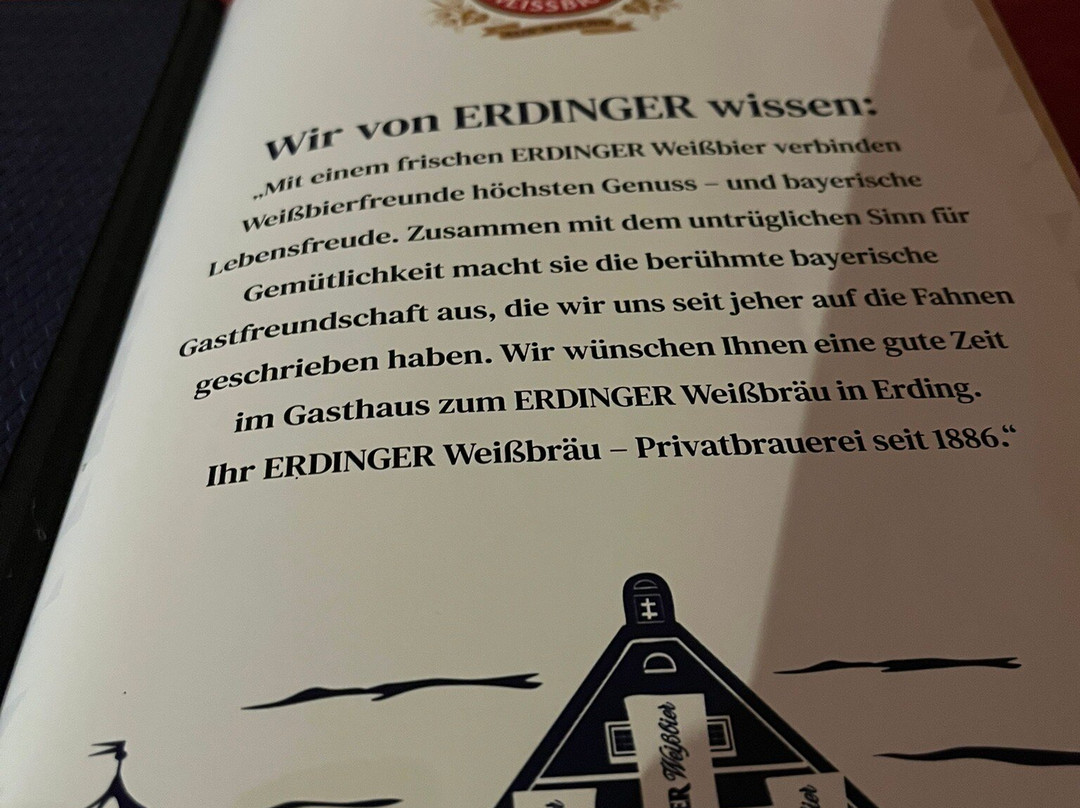 Wir von ERDINGER wissen:
„Mit einem frischen ERDINGER Weißbier verbinden
Weißbierfreunde höchsten Genuss – und bayerische
Lebensfreude. Zusammen mit dem untrüglichen Sinn für
Gemütlichkeit macht sie die berühmte bayerische
Gastfreundschaft aus, die wir uns seit jeher auf die Fahnen
geschrieben haben. Wir wünschen Ihnen eine gute Zeit
im Gasthaus zum ERDINGER Weißbräu in Erding.
Ihr ERDINGER Weißbräu – Privatbrauerei seit 1886.“
Weißbier